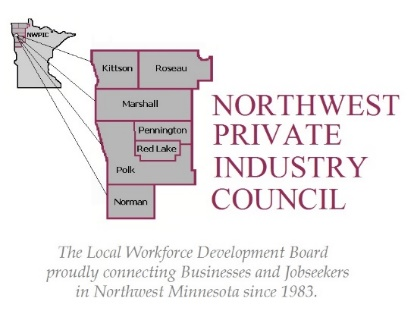 NWPIC
Kittson Roseau
Marshall
Pennington
Red Lake
Polk
Norman
NORTHWEST
PRIVATE
INDUSTRY
COUNCIL
The Local Workforce Development Board
proudly connecting Businesses and Jobseekers
in Northwest Minnesota since 1983.